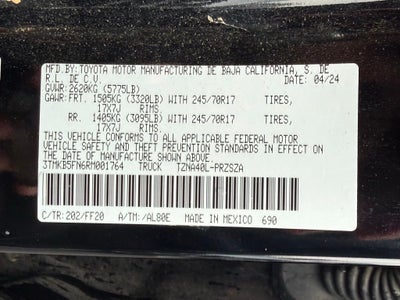 MFD.BY:TOYOTA MOTOR MANUFACTURING DE BAJA CALIFORNIA, S. DE
R.L. DE C.V. 04/24
GVWR:2620KG (5775LB)
GAWR:FRT. 1505KG (3320LB) WITH 245/70R17 TIRES,
17X7J RIMS,
RR. 1405KG (3095LB) WITH 245/70R17 TIRES,
17X7J RIMS.
THIS VEHICLE CONFORMS TO ALL APPLICABLE FEDERAL MOTOR
VEHICLE SAFETY AND THEFT PREVENTION STANDARDS IN EFFECT
ON THE DATE OF MANUFACTURE SHOWN ABOVE.
3TMKB5FN6RM001764 TRUCK TZNA40L-PRZSZA
C/TR:202/FF20 A/TM:/AL80E MADE IN MEXICO 690